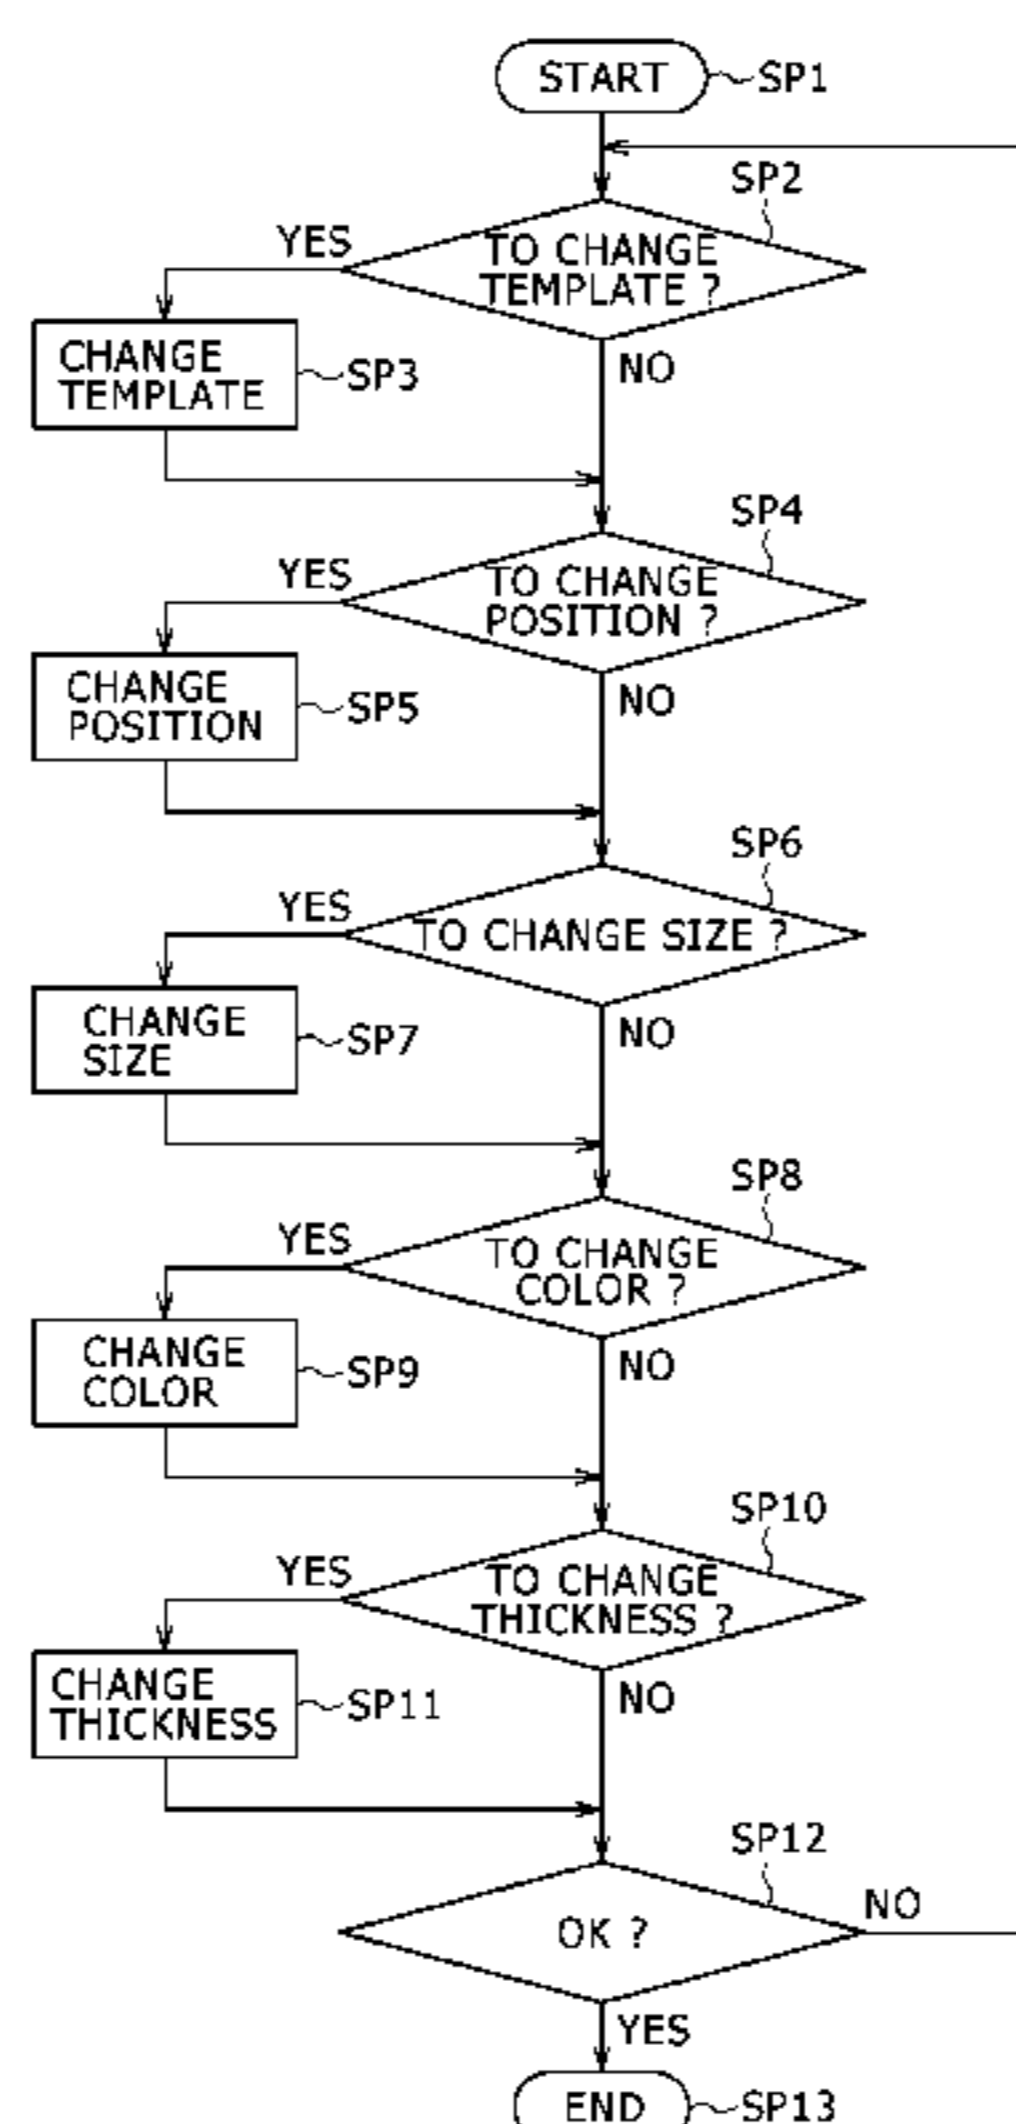 START
SP1
SP2
YES
TO CHANGE
TEMPLATE ?
CHANGE
TEMPLATE
SP3
NO
SP4
YES
TO CHANGE
POSITION ?
CHANGE
POSITION
SP5
NO
SP6
YES
TO CHANGE SIZE ?
CHANGE
SIZE
SP7
NO
SP8
YES
TO CHANGE
COLOR ?
CHANGE
COLOR
SP9
NO
SP10
YES
TO CHANGE
THICKNESS ?
CHANGE
THICKNESS
SP11
NO
SP12
OK ?
NO
YES
END
SP13